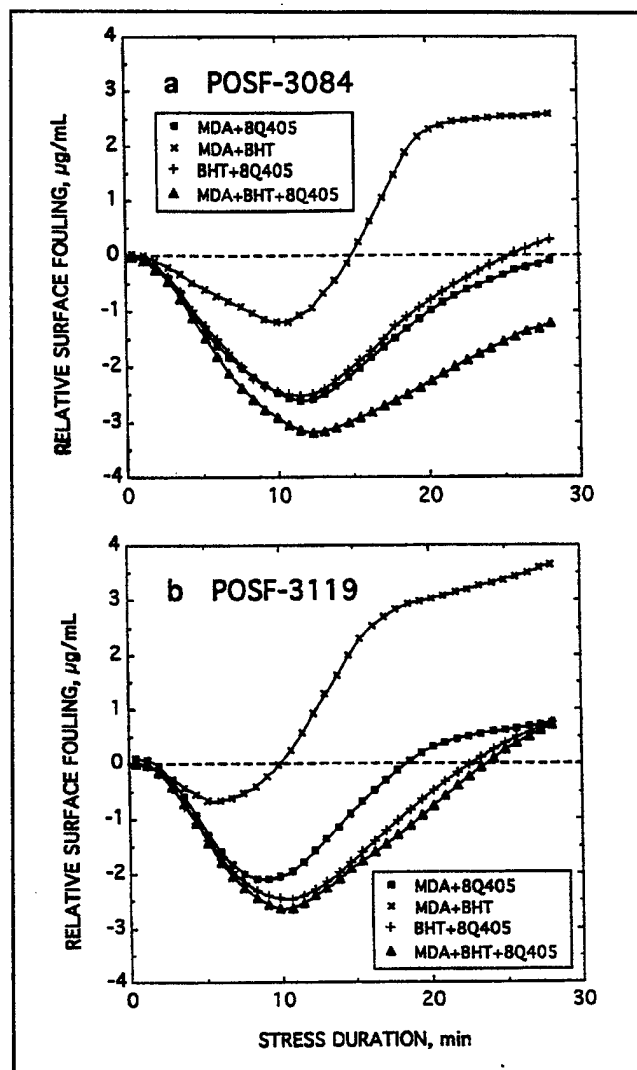 a POSF-3084
MDA+8Q405
MDA+BHT
BHT+8Q405
MDA+BHT+8Q405
RELATIVE SURFACE FOULING, µg/mL
4
3
2
1
0
-1
-2
-3
-4
0 10 20 30
b POSF-3119
MDA+8Q405
MDA+BHT
BHT+8Q405
MDA+BHT+8Q405
RELATIVE SURFACE FOULING, µg/mL
4
3
2
1
0
-1
-2
-3
-4
0 10 20 30
STRESS DURATION, min